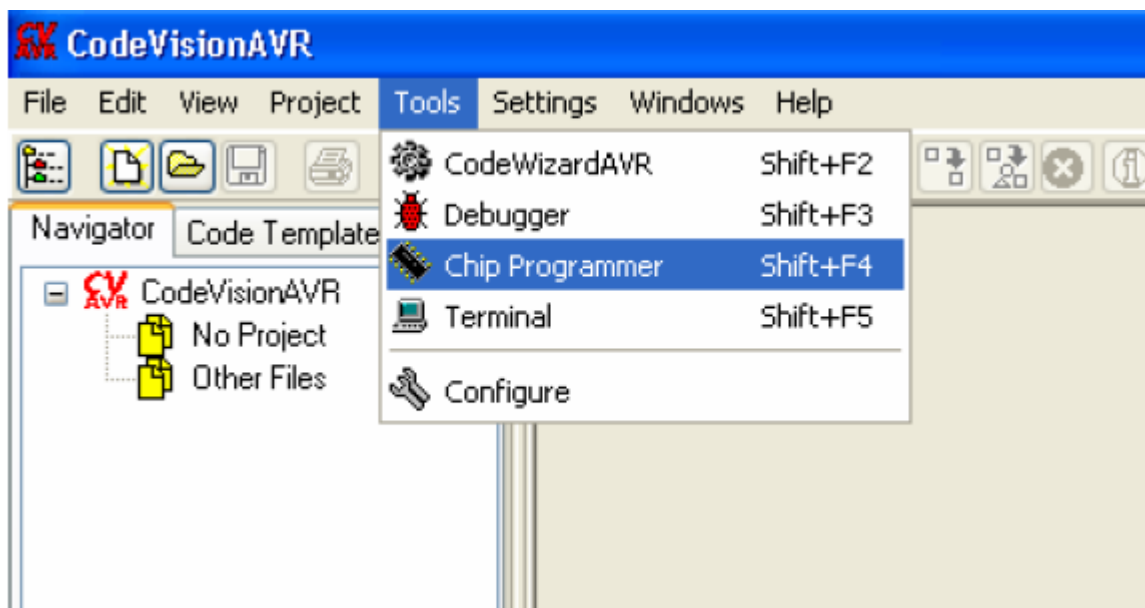 CodeVisionAVR
File Edit View Project Tools Settings Windows Help
CodeWizardAVR Shift+F2
Debugger Shift+F3
Navigator Code Template
Chip Programmer Shift+F4
CVAVR CodeVisionAVR
No Project
Terminal Shift+F5
Other Files
Configure